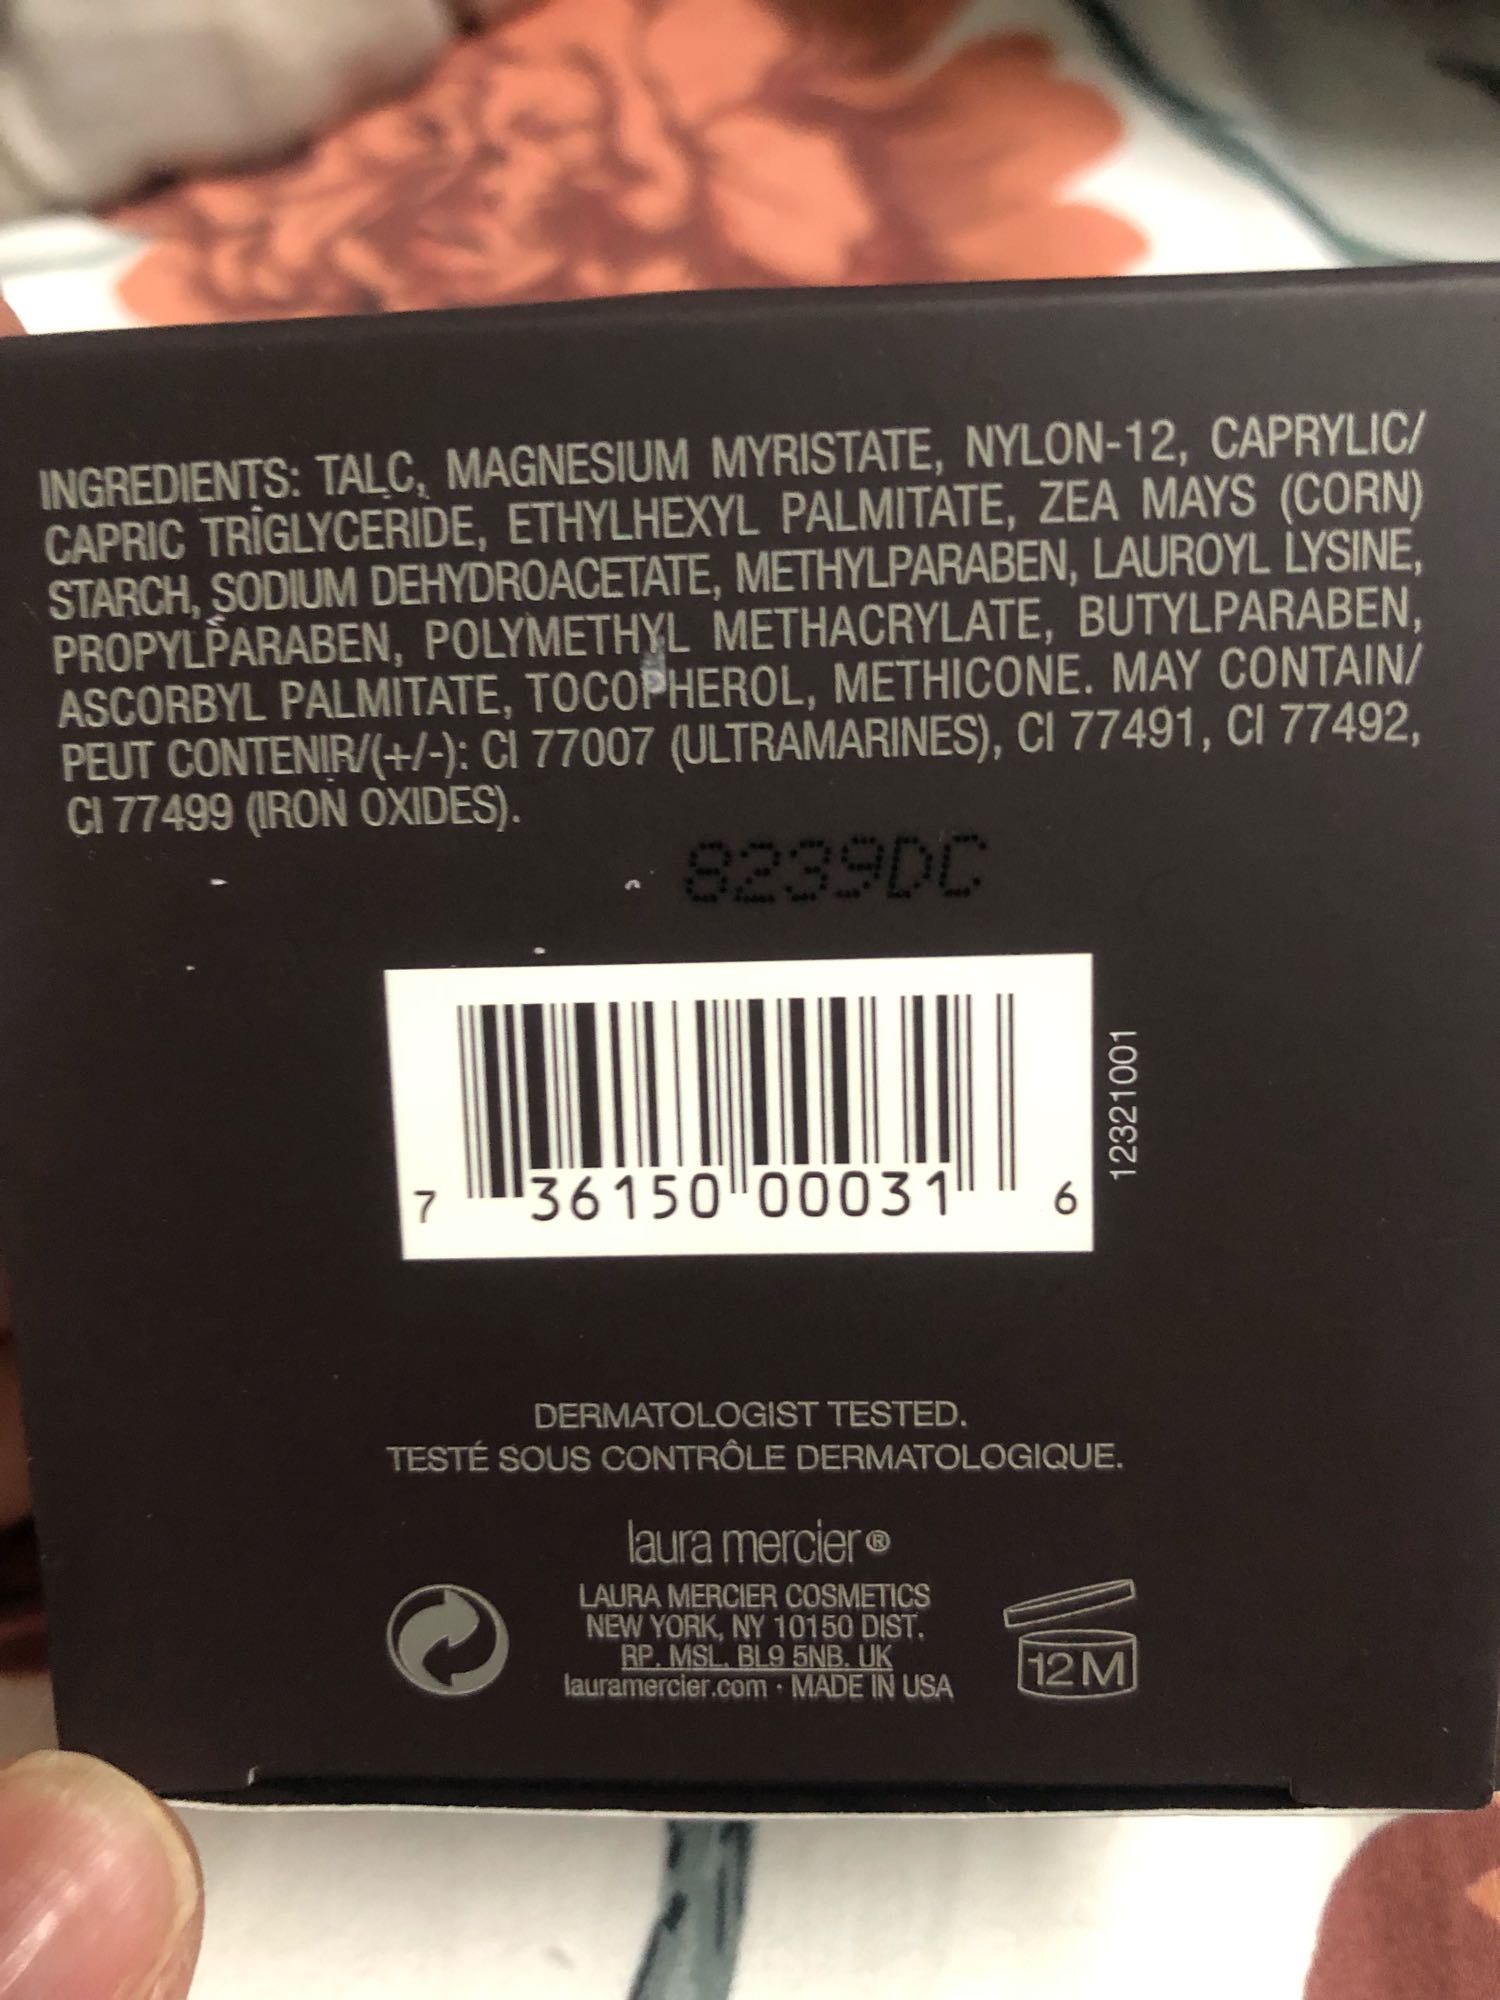 INGREDIENTS: TALC, MAGNESIUM MYRISTATE, NYLON-12, CAPRYLIC/
CAPRIC TRIGLYCERIDE, ETHYLHEXYL PALMITATE, ZEA MAYS (CORN)
STARCH, SODIUM DEHYDROACETATE, METHYLPARABEN, LAUROYL LYSINE,
PROPYLPARABEN, POLYMETHYL METHACRYLATE, BUTYLPARABEN,
ASCORBYL PALMITATE, TOCOPHEROL, METHICONE. MAY CONTAIN/
PEUT CONTENIR/(+/-): CI 77007 (ULTRAMARINES), CI 77491, CI 77492,
CI 77499 (IRON OXIDES).
8239DC
7 36150 00031 6
12321001
DERMATOLOGIST TESTED.
TESTÉ SOUS CONTRÔLE DERMATOLOGIQUE.
laura mercier®
LAURA MERCIER COSMETICS
NEW YORK, NY 10150 DIST.
RP. MSL. BL9 5NB. UK
lauramercier.com · MADE IN USA
12M